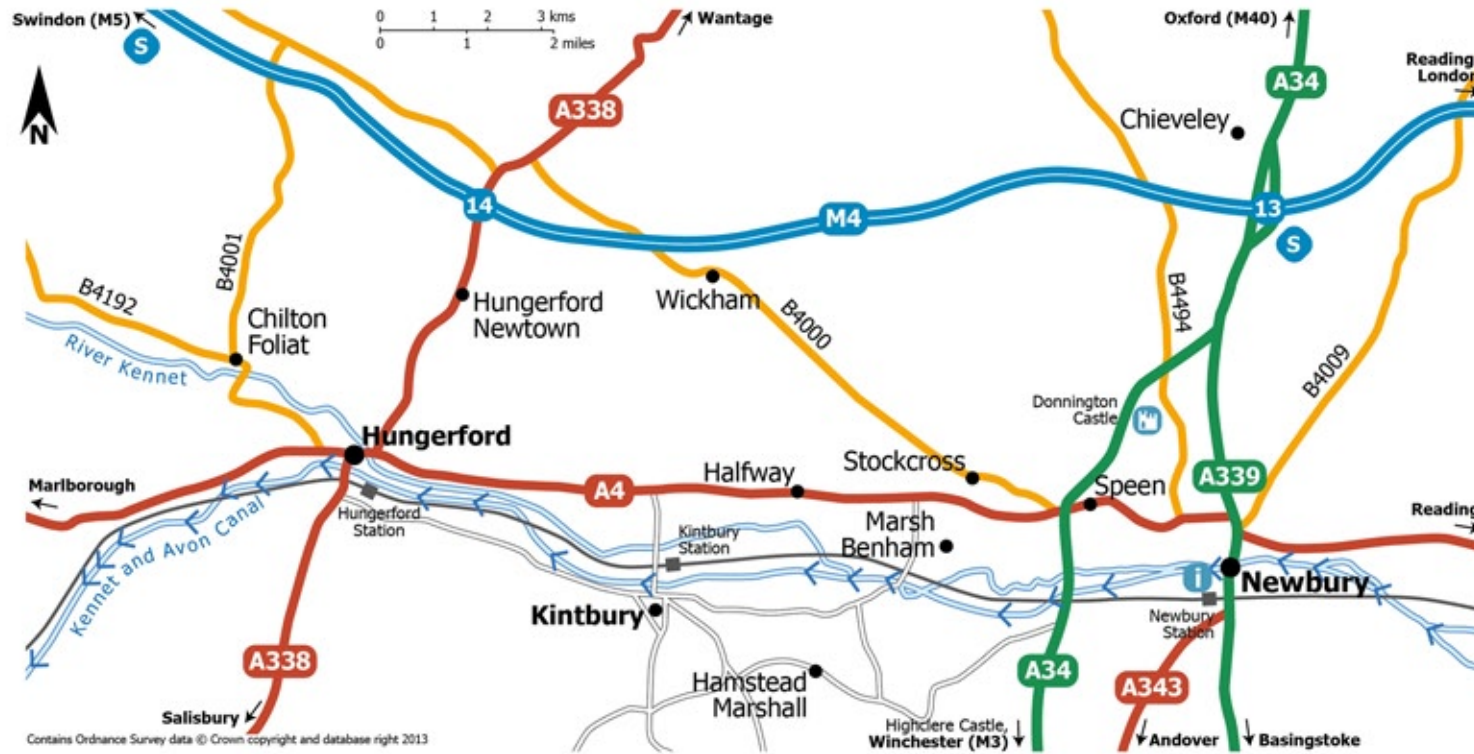 Swindon (M5)
S
0 1 2 3 kms
0 1 2 miles
Wantage
Oxford (M40)
Reading
London
A34
A338
Chieveley
N
14
M4
13
S
B4001
B4192
Hungerford
Newtown
Wickham
B4000
B4494
B4009
Chilton
Foliat
River Kennet
Donnington
Castle
Hungerford
Marlborough
A4
Halfway
Stockcross
Speen
A339
Reading
Hungerford
Station
Kintbury
Station
Marsh
Benham
Kennet and Avon Canal
i
Newbury
Kintbury
Newbury
Station
A338
Hamstead
Marshall
A34
A343
Salisbury
Highclere Castle,
Winchester (M3)
Andover
Basingstoke
Contains Ordnance Survey data © Crown copyright and database right 2013